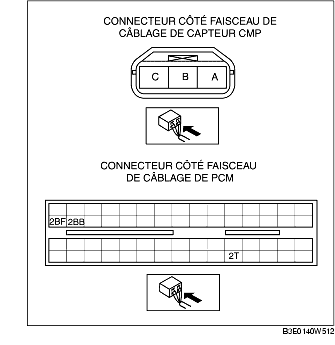 CONNECTEUR CÔTÉ FAISCEAU DE
CÂBLAGE DE CAPTEUR CMP
C B A
CONNECTEUR CÔTÉ FAISCEAU
DE CÂBLAGE DE PCM
2BF 2BB
2T
B3E0140W512